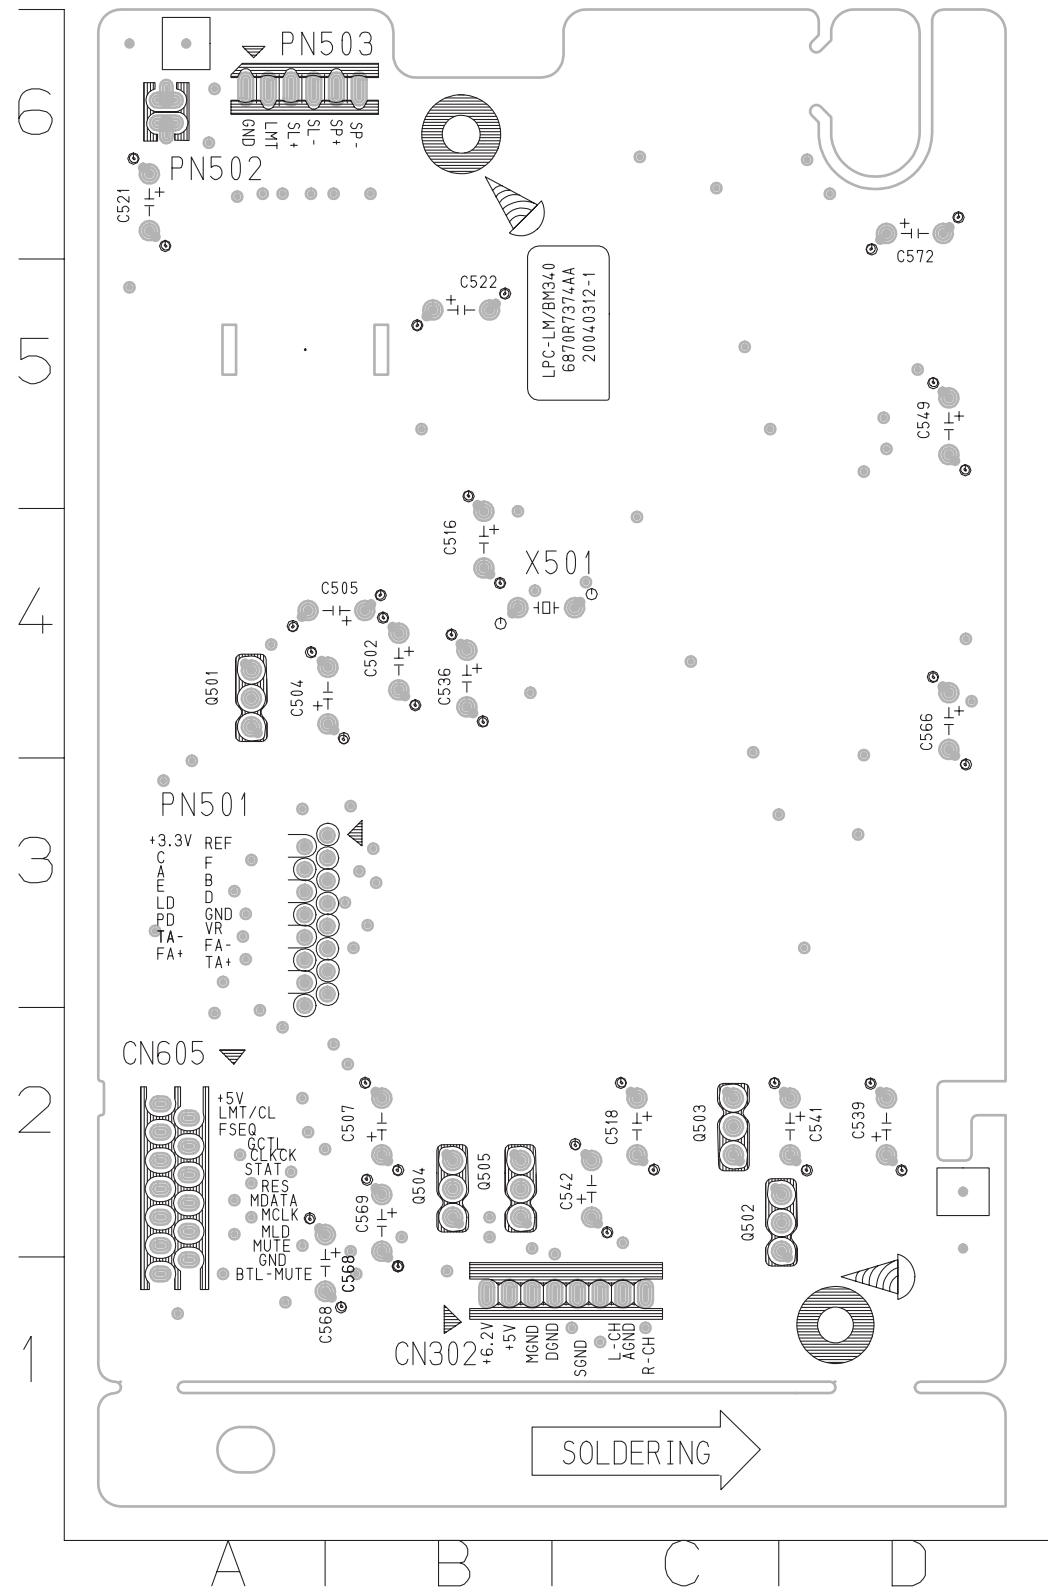 PN503
6
GND
LMT
SL+
SL-
SP+
SP-
PN502
C521
C572
C522
LPC-LM/BM340
6870R7374AA
20040312-1
5
C549
C516
X501
C505
4
C502
Q501
C504
C536
C566
PN501
+3.3V REF
C F
A B
E D
LD GND
PD VR
TA- FA-
FA+ TA+
3
CN605
2
+5V
LMT/CL
FSEQ
GCTL
CLKCK
STAT
RES
MDATA
MCLK
MLD
MUTE
GND
BTL-MUTE
C507
C518
Q503
C541
C539
Q504
Q505
C542
C569
Q502
C568
C568
1
CN302
+6.2V
+5V
MGND
DGND
SGND
L-CH
AGND
R-CH
SOLDERING
A B C D